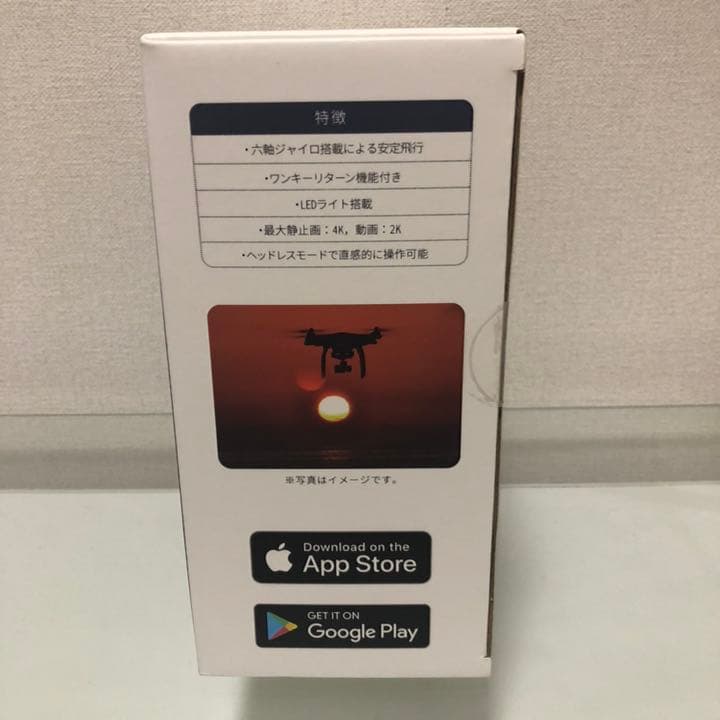 特徴
・六軸ジャイロ搭載による安定飛行
・ワンキーリターン機能付き
・LEDライト搭載
・最大静止画：4K，動画：2K
・ヘッドレスモードで直感的に操作可能
※写真はイメージです。
Download on the
App Store
GET IT ON
Google Play